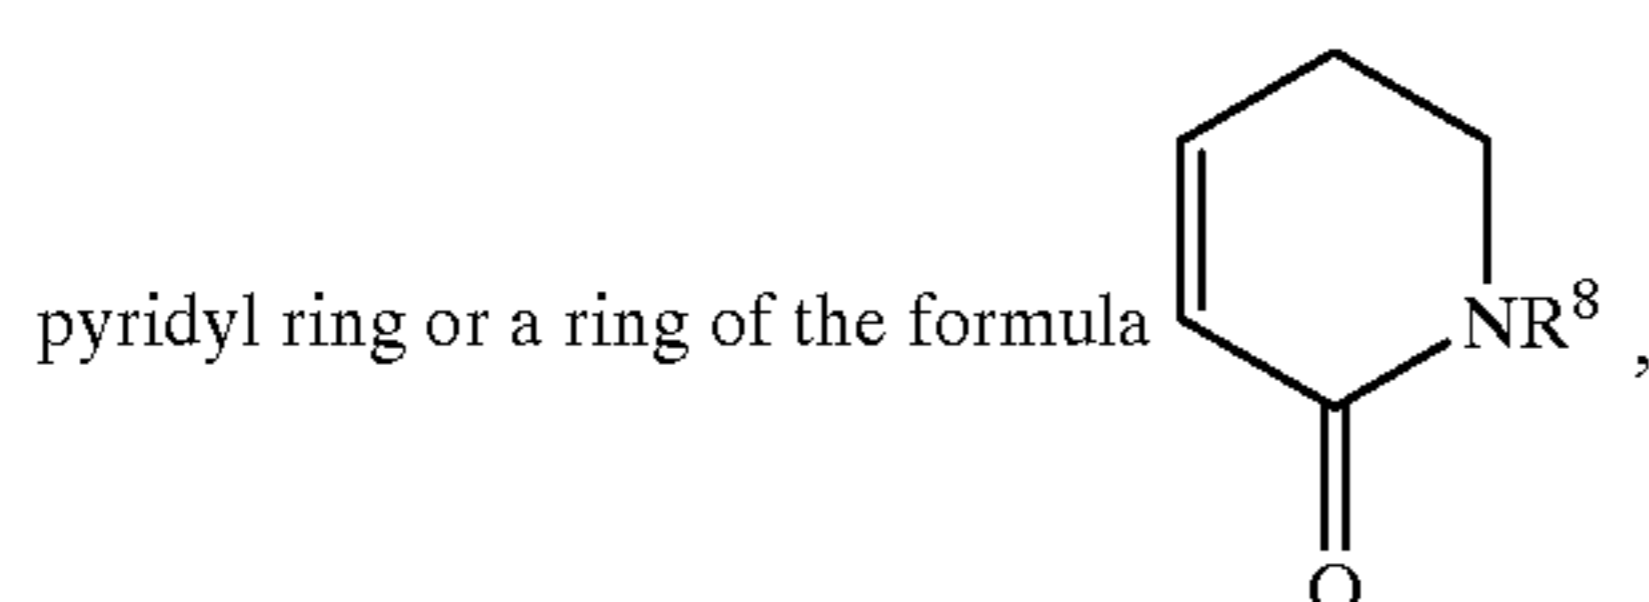 pyridyl ring or a ring of the formula NR⁸ ,
O